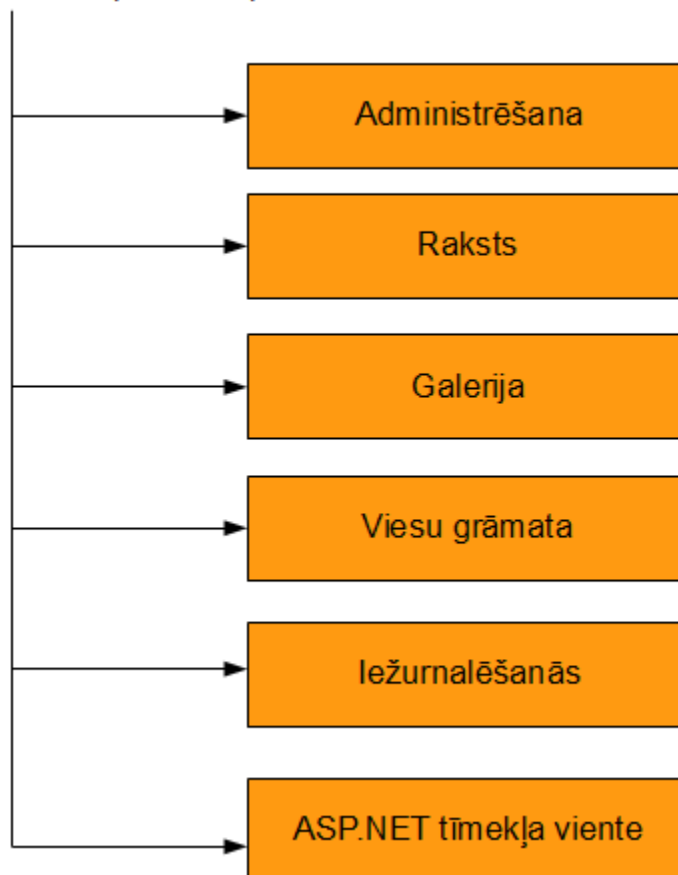 Administrēšana
Raksts
Galerija
Viesu grāmata
Iežurnalēšanās
ASP.NET tīmekļa viente